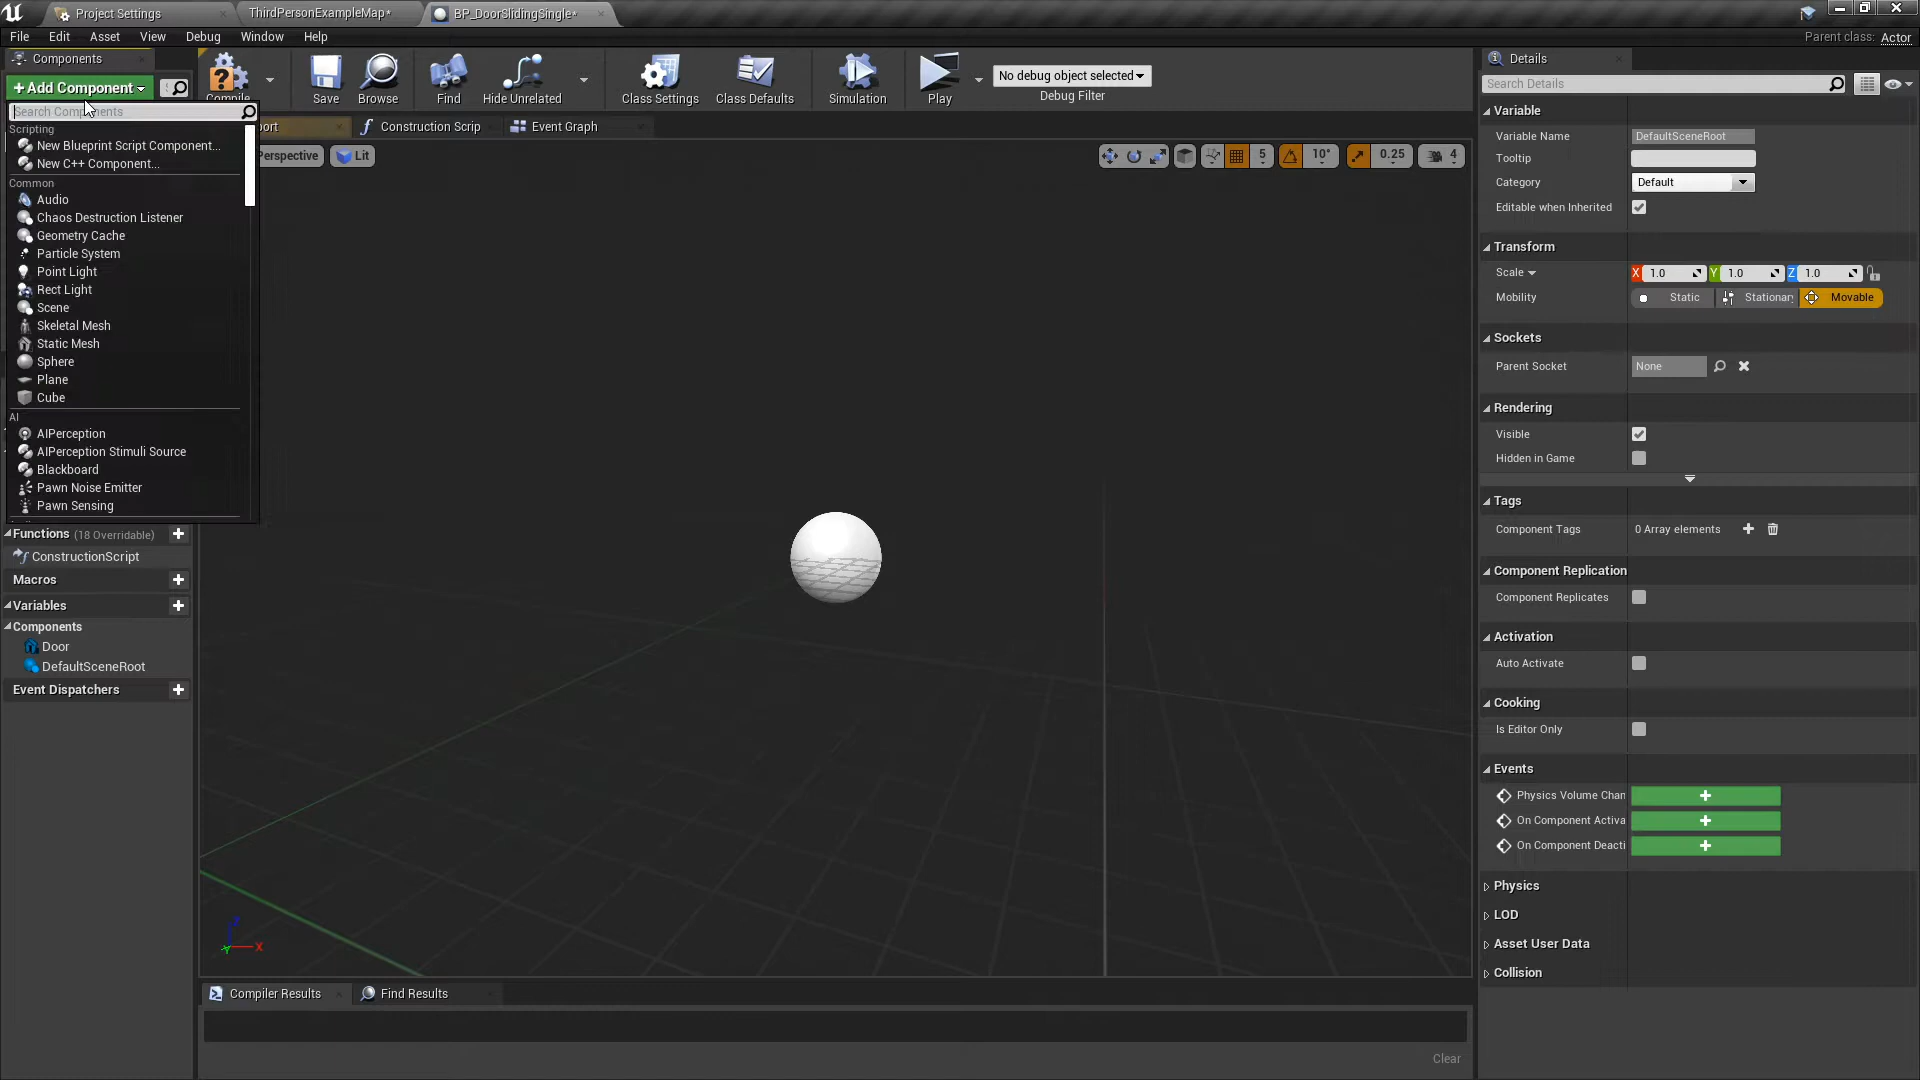 Project Settings
ThirdPersonExampleMap*
BP_DoorSlidingSingle*
File Edit Asset View Debug Window Help
Parent class: Actor
Components
+Add Component
Search Components
Scripting
New Blueprint Script Component...
New C++ Component...
Common
Audio
Chaos Destruction Listener
Geometry Cache
Particle System
Point Light
Rect Light
Scene
Skeletal Mesh
Static Mesh
Sphere
Plane
Cube
AI
AIPerception
AIPerception Stimuli Source
Blackboard
Pawn Noise Emitter
Pawn Sensing
Functions (18 Overridable)
ConstructionScript
Macros
Variables
Components
Door
DefaultSceneRoot
Event Dispatchers
Compile
Save
Browse
Find
Hide Unrelated
Class Settings
Class Defaults
Simulation
Play
No debug object selected
Debug Filter
port
Construction Scrip
Event Graph
Perspective
Lit
5
10°
0.25
4
Z
X
Y
Compiler Results
Find Results
Clear
Details
Search Details
Variable
Variable Name DefaultSceneRoot
Tooltip
Category Default
Editable when Inherited
Transform
Scale X 1.0 Y 1.0 Z 1.0
Mobility Static Stationar Movable
Sockets
Parent Socket None
Rendering
Visible
Hidden in Game
Tags
Component Tags 0 Array elements
Component Replication
Component Replicates
Activation
Auto Activate
Cooking
Is Editor Only
Events
Physics Volume Chan
On Component Activa
On Component Deacti
Physics
LOD
Asset User Data
Collision